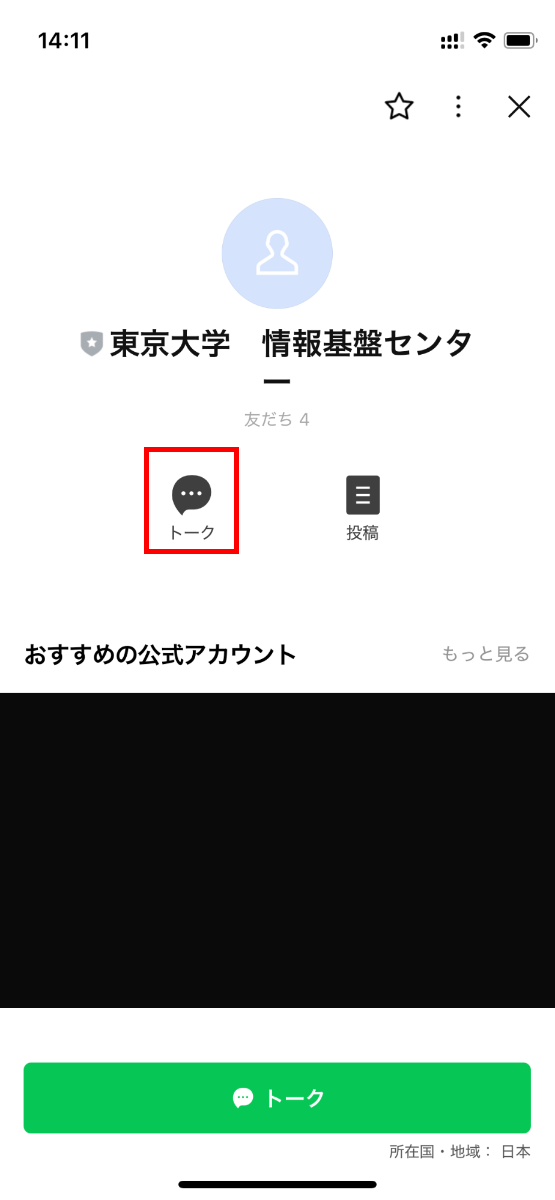 14:11
東京大学　情報基盤センタ
ー
友だち 4
トーク
投稿
おすすめの公式アカウント
もっと見る
トーク
所在国・地域： 日本